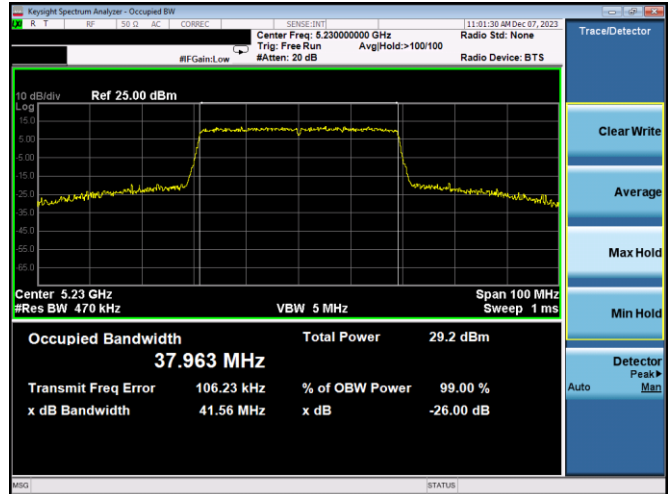 Keysight Spectrum Analyzer - Occupied BW
LXI R T RF 50 Ω AC CORREC SENSE:INT 11:01:30 AM Dec 07, 2023
Center Freq: 5.230000000 GHz Radio Std: None
Trig: Free Run Avg|Hold:>100/100
#IFGain:Low #Atten: 20 dB Radio Device: BTS
Trace/Detector
10 dB/div Ref 25.00 dBm
Log
15.0
5.00
-5.00
-15.0
-25.0
-35.0
-45.0
-55.0
-65.0
Center 5.23 GHz Span 100 MHz
#Res BW 470 kHz VBW 5 MHz Sweep 1 ms
Occupied Bandwidth Total Power 29.2 dBm
37.963 MHz
Transmit Freq Error 106.23 kHz % of OBW Power 99.00 %
x dB Bandwidth 41.56 MHz x dB -26.00 dB
Clear Write
Average
Max Hold
Min Hold
Detector
Peak▶
Auto Man
MSG STATUS